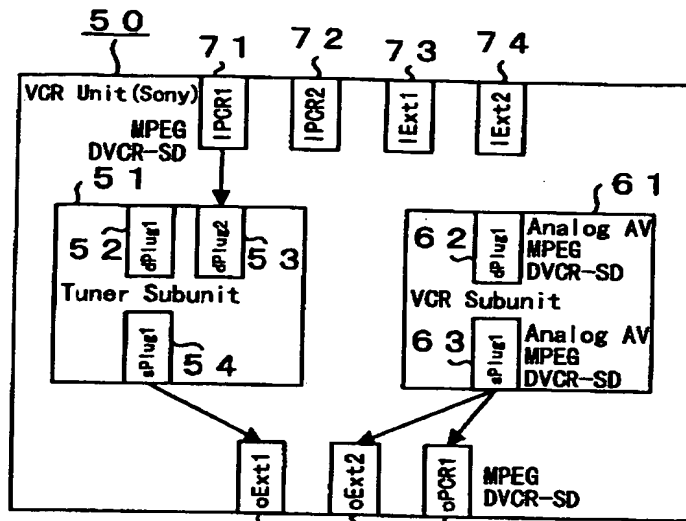 50
71
72
73
74
VCR Unit(Sony)
IPCR1
IPCR2
IExt1
IExt2
MPEG
DVCR-SD
51
61
52
dPlug1
dPlug2
53
Tuner Subunit
sPlug1
54
62
dPlug1
Analog AV
MPEG
DVCR-SD
VCR Subunit
63
sPlug1
Analog AV
MPEG
DVCR-SD
oExt1
oExt2
oPCR1
MPEG
DVCR-SD